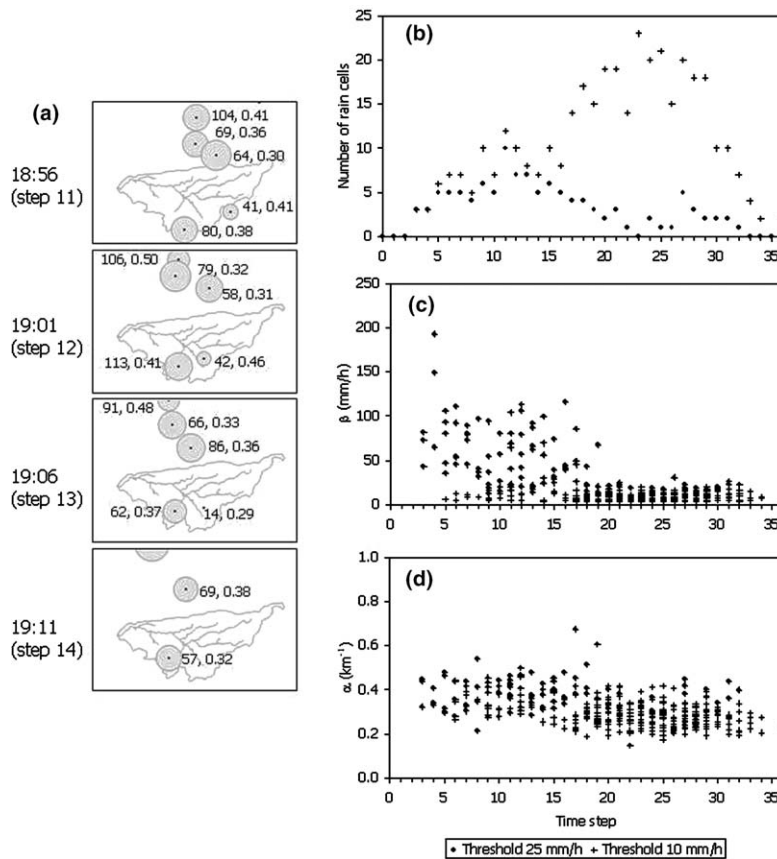 (a)
18:56
(step 11)
104, 0.41
69, 0.36
64, 0.30
41, 0.41
80, 0.38
19:01
(step 12)
106, 0.50
79, 0.32
58, 0.31
113, 0.41
42, 0.46
19:06
(step 13)
91, 0.48
66, 0.33
86, 0.36
62, 0.37
14, 0.29
19:11
(step 14)
69, 0.38
57, 0.32
(b)
Number of rain cells
25
20
15
10
5
0
0 5 10 15 20 25 30 35
(c)
β (mm/h)
250
200
150
100
50
0
0 5 10 15 20 25 30 35
(d)
α (km⁻¹)
1.0
0.8
0.6
0.4
0.2
0.0
0 5 10 15 20 25 30 35
Time step
• Threshold 25 mm/h + Threshold 10 mm/h